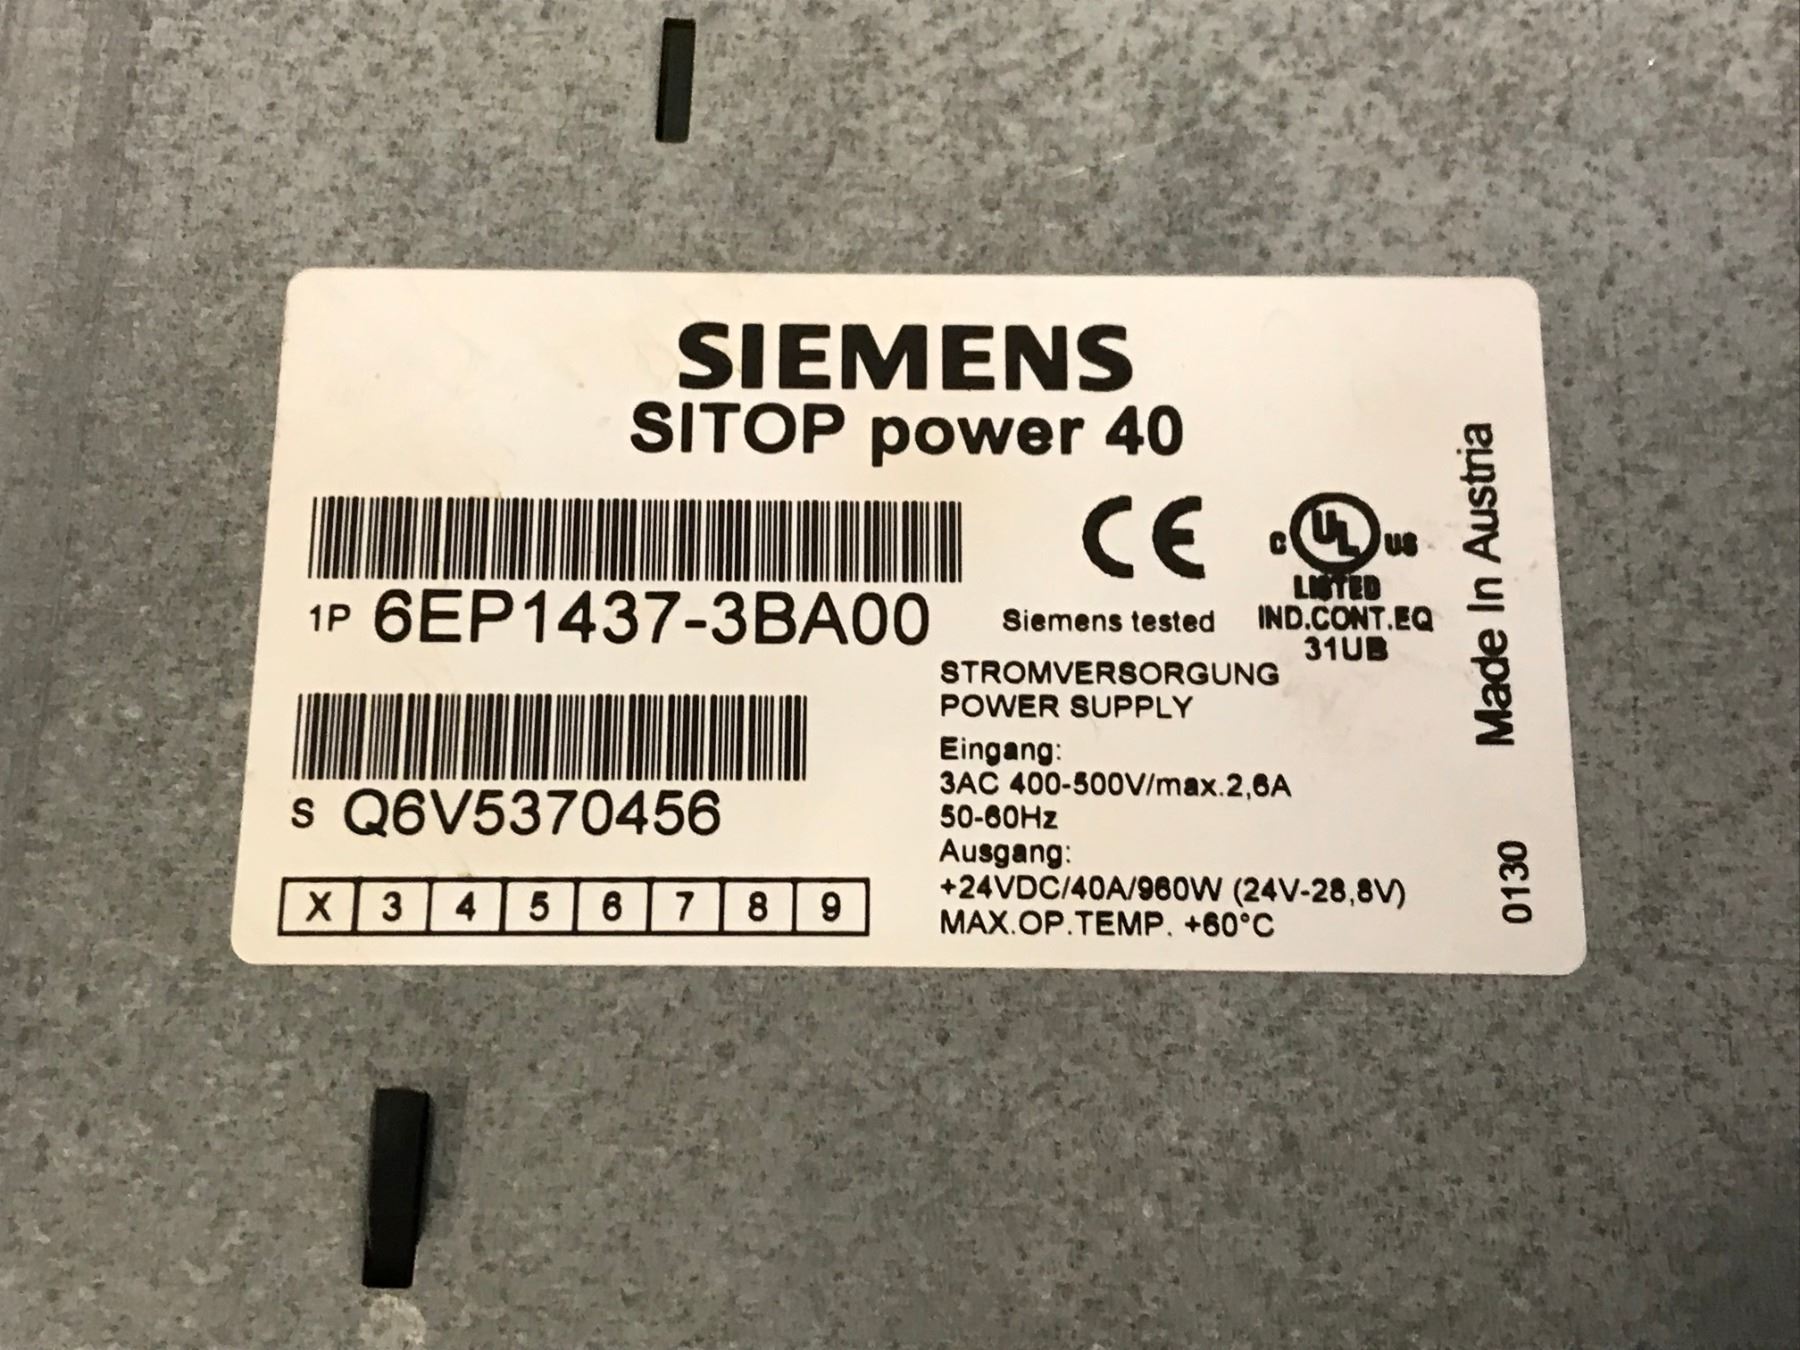 SIEMENS
SITOP power 40
1P 6EP1437-3BA00
S Q6V5370456
X 3 4 5 6 7 8 9
CE
Siemens tested
C UL US
LISTED
IND.CONT.EQ
31UB
STROMVERSORGUNG
POWER SUPPLY
Eingang:
3AC 400-500V/max.2,6A
50-60Hz
Ausgang:
+24VDC/40A/960W (24V-28,8V)
MAX.OP.TEMP. +60°C
Made In Austria
0130